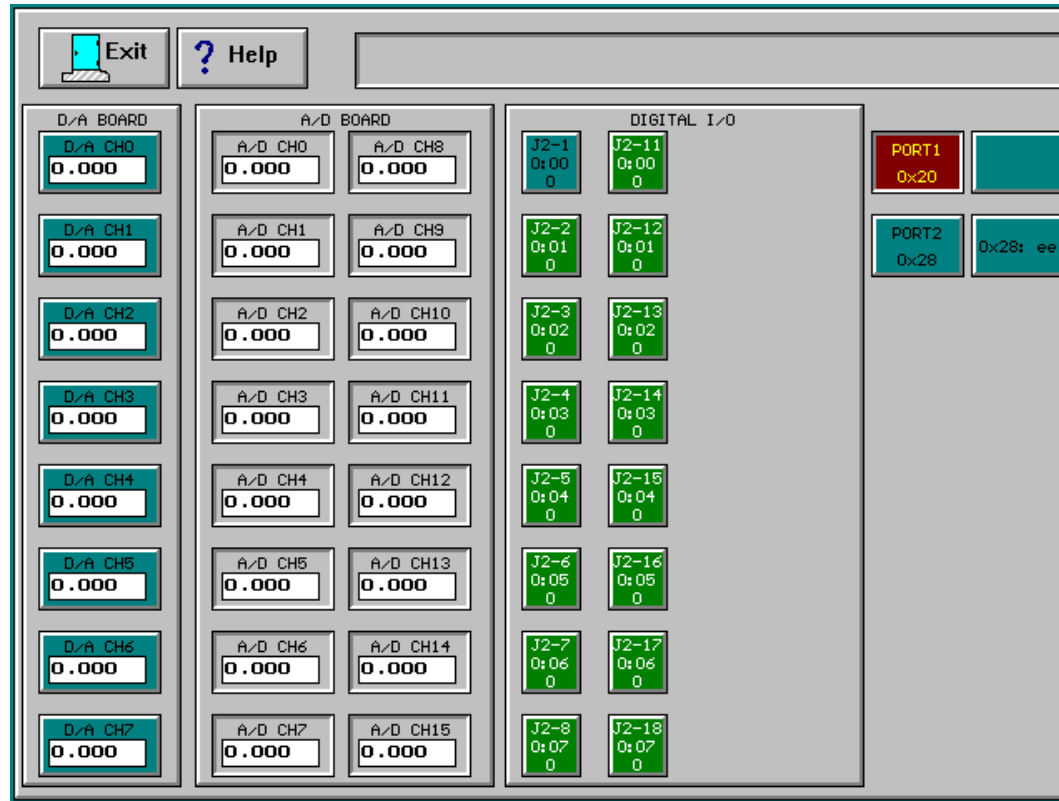 Exit
Help
D/A BOARD
D/A CH0
0.000
D/A CH1
0.000
D/A CH2
0.000
D/A CH3
0.000
D/A CH4
0.000
D/A CH5
0.000
D/A CH6
0.000
D/A CH7
0.000
A/D BOARD
A/D CH0
0.000
A/D CH1
0.000
A/D CH2
0.000
A/D CH3
0.000
A/D CH4
0.000
A/D CH5
0.000
A/D CH6
0.000
A/D CH7
0.000
A/D CH8
0.000
A/D CH9
0.000
A/D CH10
0.000
A/D CH11
0.000
A/D CH12
0.000
A/D CH13
0.000
A/D CH14
0.000
A/D CH15
0.000
DIGITAL I/O
J2-1
0:00
0
J2-2
0:01
0
J2-3
0:02
0
J2-4
0:03
0
J2-5
0:04
0
J2-6
0:05
0
J2-7
0:06
0
J2-8
0:07
0
J2-11
0:00
0
J2-12
0:01
0
J2-13
0:02
0
J2-14
0:03
0
J2-15
0:04
0
J2-16
0:05
0
J2-17
0:06
0
J2-18
0:07
0
PORT1
0x20
PORT2
0x28
0x28: ee